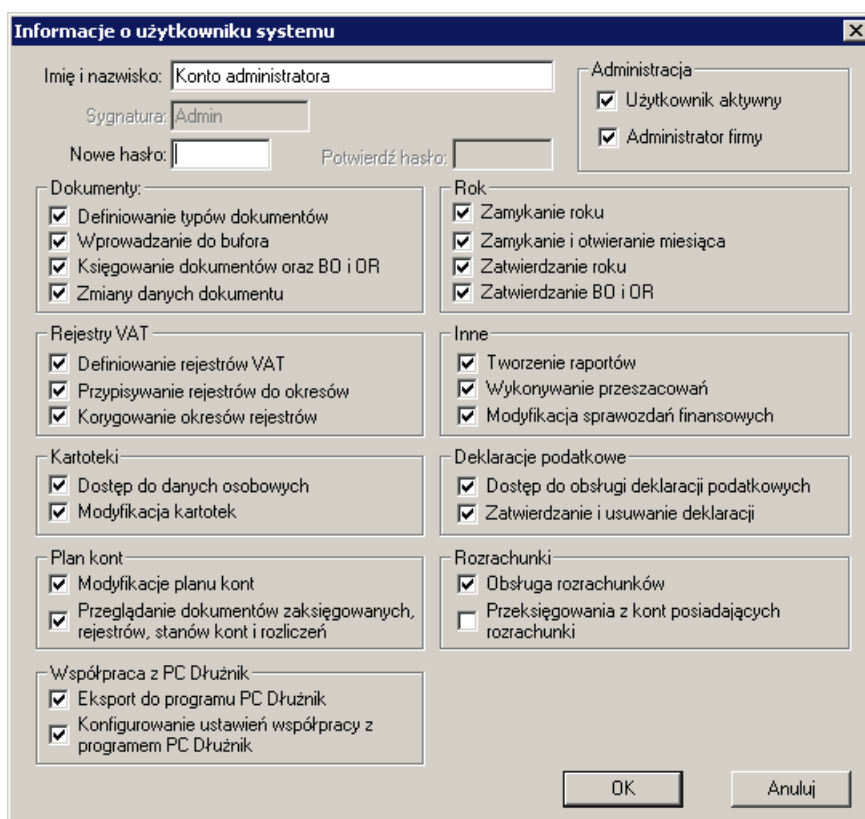 Informacje o użytkowniku systemu
Imię i nazwisko: Konto administratora
Sygnatura: Admin
Nowe hasło:
Potwierdź hasło:
Administracja
Użytkownik aktywny
Administrator firmy
Dokumenty:
Definiowanie typów dokumentów
Wprowadzanie do bufora
Księgowanie dokumentów oraz BO i OR
Zmiany danych dokumentu
Rok
Zamykanie roku
Zamykanie i otwieranie miesiąca
Zatwierdzanie roku
Zatwierdzanie BO i OR
Rejestry VAT
Definiowanie rejestrów VAT
Przypisywanie rejestrów do okresów
Korygowanie okresów rejestrów
Inne
Tworzenie raportów
Wykonywanie przeszacowań
Modyfikacja sprawozdań finansowych
Kartoteki
Dostęp do danych osobowych
Modyfikacja kartotek
Deklaracje podatkowe
Dostęp do obsługi deklaracji podatkowych
Zatwierdzanie i usuwanie deklaracji
Plan kont
Modyfikacje planu kont
Przeglądanie dokumentów zaksięgowanych,
rejestrów, stanów kont i rozliczeń
Rozrachunki
Obsługa rozrachunków
Przeksięgowania z kont posiadających
rozrachunki
Współpraca z PC Dłużnik
Eksport do programu PC Dłużnik
Konfigurowanie ustawień współpracy z
programem PC Dłużnik
OK
Anuluj